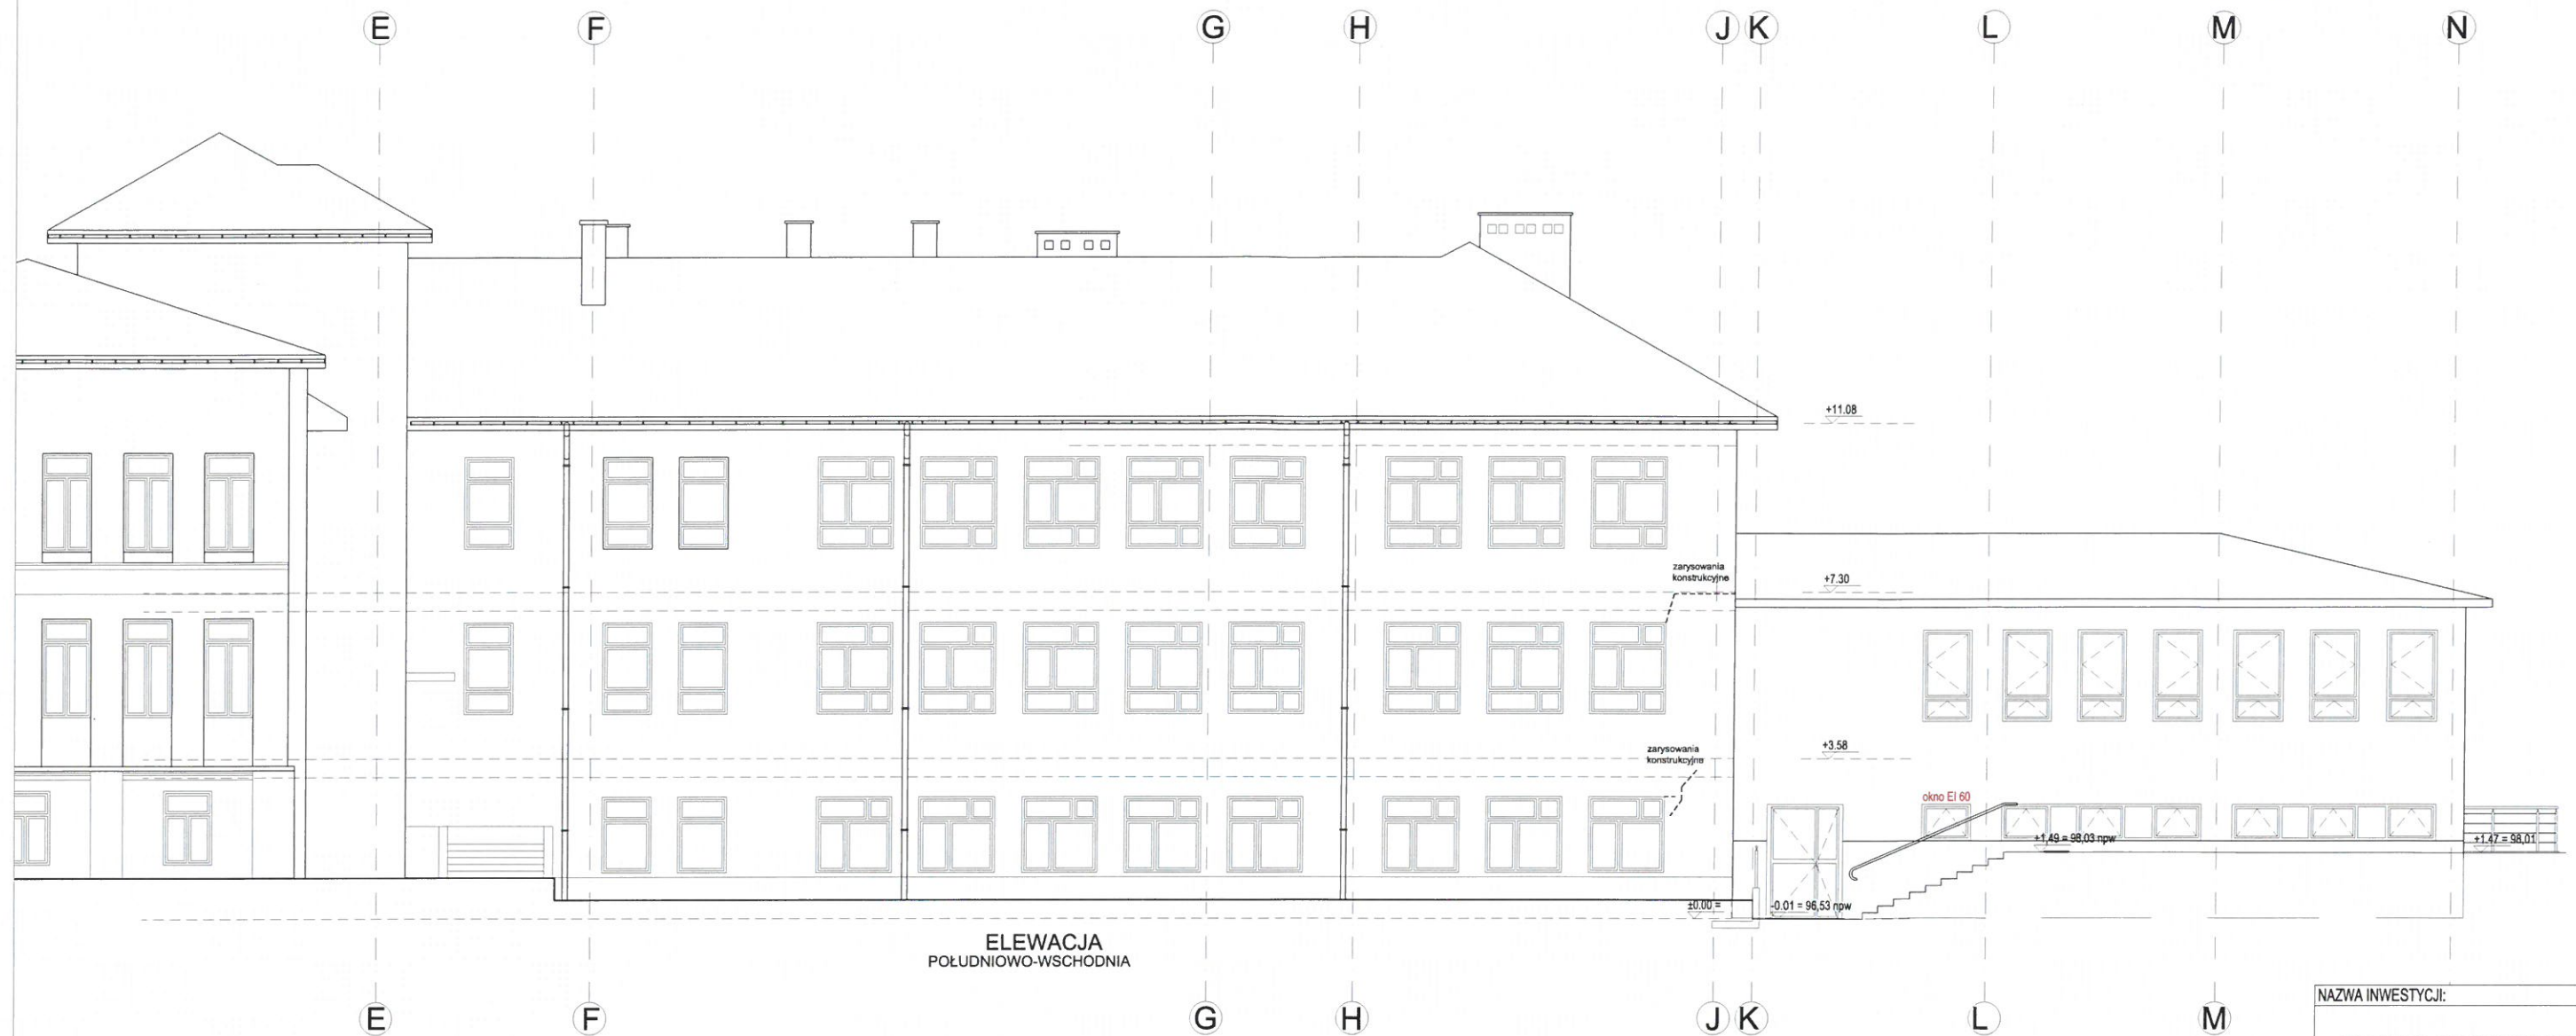 E F G H J K L M N
+11.08
zarysowania
konstrukcyjne
+7.30
zarysowania
konstrukcyjne
+3.58
okno EI 60
+1,49 = 98,03 npw
+1.47 = 98,01
±0.00 =
-0.01 = 96,53 npw
ELEWACJA
POŁUDNIOWO-WSCHODNIA
NAZWA INWESTYCJI:
E F G H J K L M